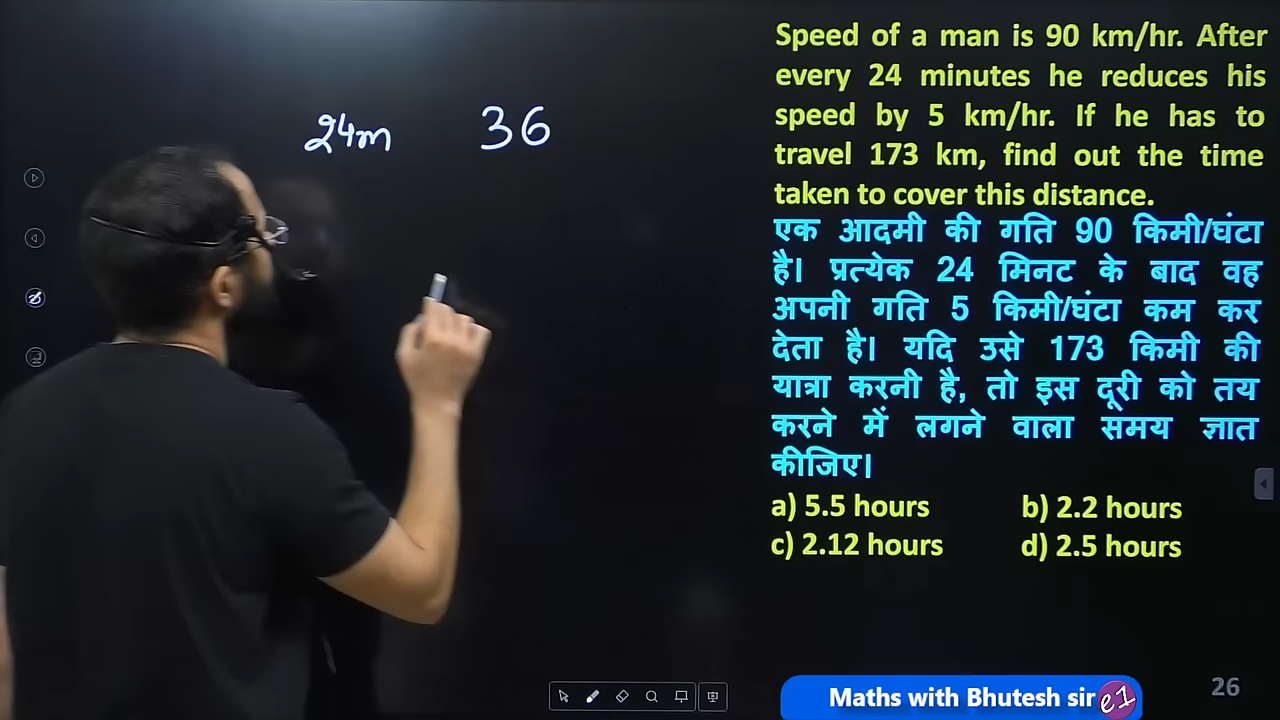 24m 36
Speed of a man is 90 km/hr. After
every 24 minutes he reduces his
speed by 5 km/hr. If he has to
travel 173 km, find out the time
taken to cover this distance.
एक आदमी की गति 90 किमी/घंटा
है। प्रत्येक 24 मिनट के बाद वह
अपनी गति 5 किमी/घंटा कम कर
देता है। यदि उसे 173 किमी की
यात्रा करनी है, तो इस दूरी को तय
करने में लगने वाला समय ज्ञात
कीजिए।
a) 5.5 hours b) 2.2 hours
c) 2.12 hours d) 2.5 hours
Maths with Bhutesh sir e1
26